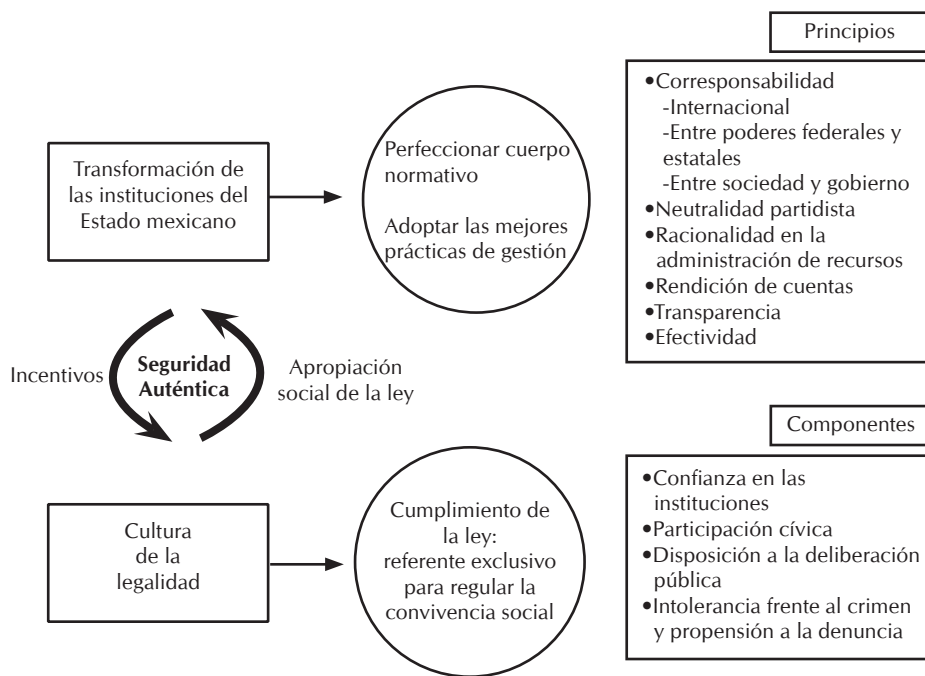 Principios
•Corresponsabilidad
-Internacional
-Entre poderes federales y
estatales
-Entre sociedad y gobierno
•Neutralidad partidista
•Racionalidad en la
administración de recursos
•Rendición de cuentas
•Transparencia
•Efectividad
Transformación de
las instituciones del
Estado mexicano
Perfeccionar cuerpo
normativo
Adoptar las mejores
prácticas de gestión
Incentivos
Seguridad
Auténtica
Apropiación
social de la ley
Componentes
•Confianza en las
instituciones
•Participación cívica
•Disposición a la deliberación
pública
•Intolerancia frente al crimen
y propensión a la denuncia
Cultura
de la
legalidad
Cumplimiento de
la ley:
referente exclusivo
para regular la
convivencia social